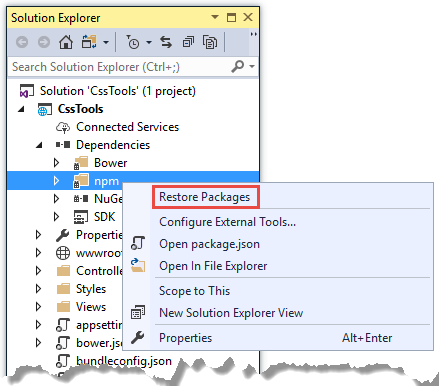 Solution Explorer
Search Solution Explorer (Ctrl+;)
Solution 'CssTools' (1 project)
CssTools
Connected Services
Dependencies
Bower
npm
NuGe
SDK
Properti
wwwroot
Controlle
Styles
Views
appsettin
bower.js
bundleconfig.json
Restore Packages
Configure External Tools...
Open package.json
Open In File Explorer
Scope to This
New Solution Explorer View
Properties Alt+Enter